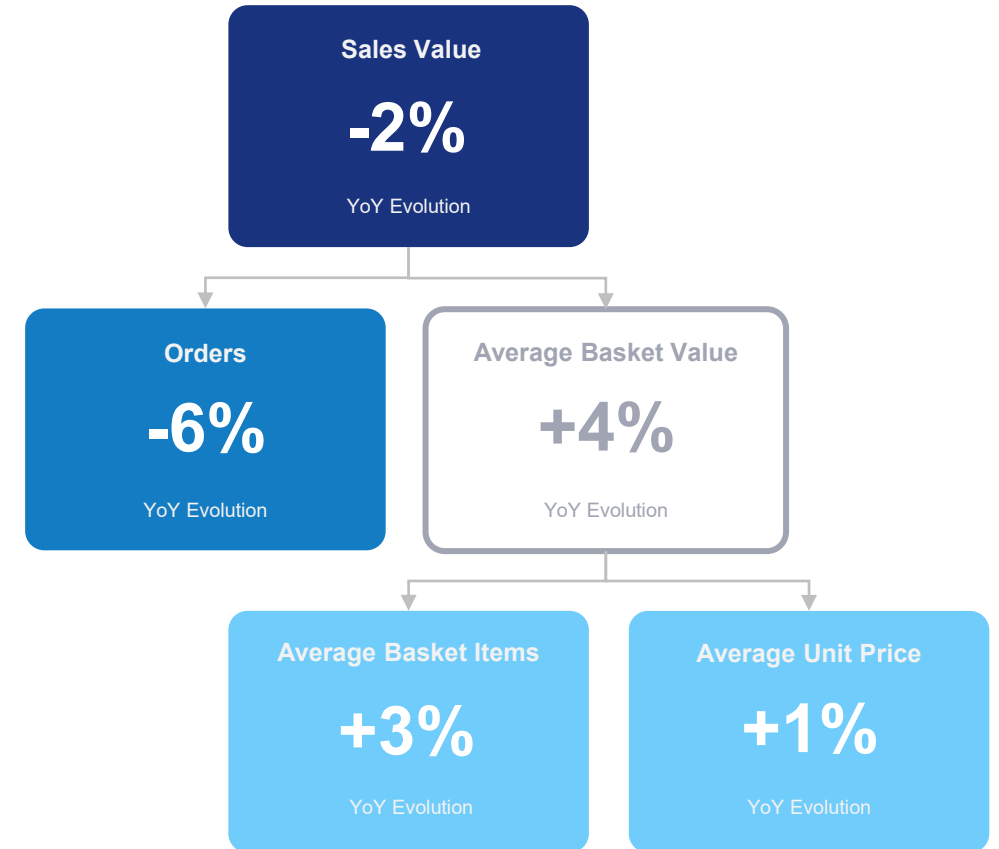 Sales Value
-2%
YoY Evolution
Orders
-6%
YoY Evolution
Average Basket Value
+4%
YoY Evolution
Average Basket Items
+3%
YoY Evolution
Average Unit Price
+1%
YoY Evolution